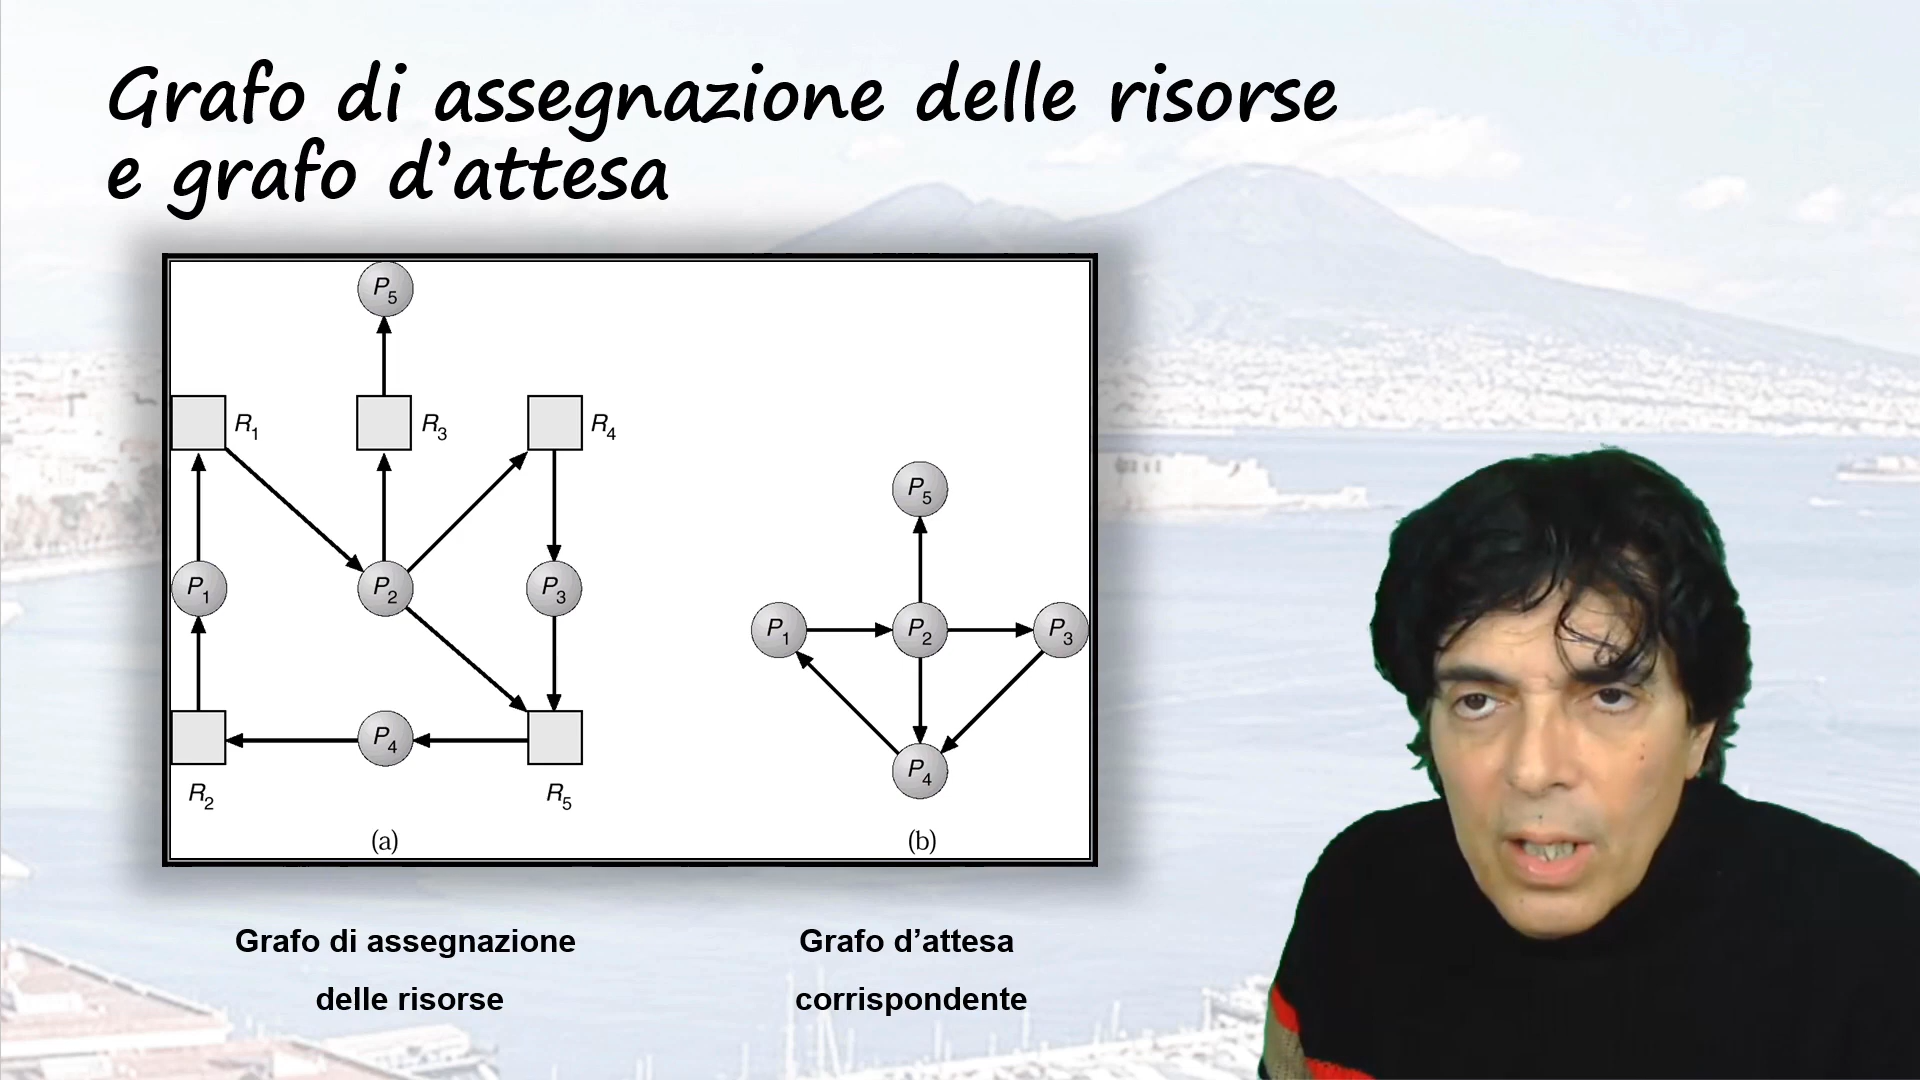 Grafo di assegnazione delle risorse
e grafo d’attesa
P5
R1
R3
R4
P1
P2
P3
P4
R2
R5
(a)
P5
P1
P2
P3
P4
(b)
Grafo di assegnazione
delle risorse
Grafo d’attesa
corrispondente